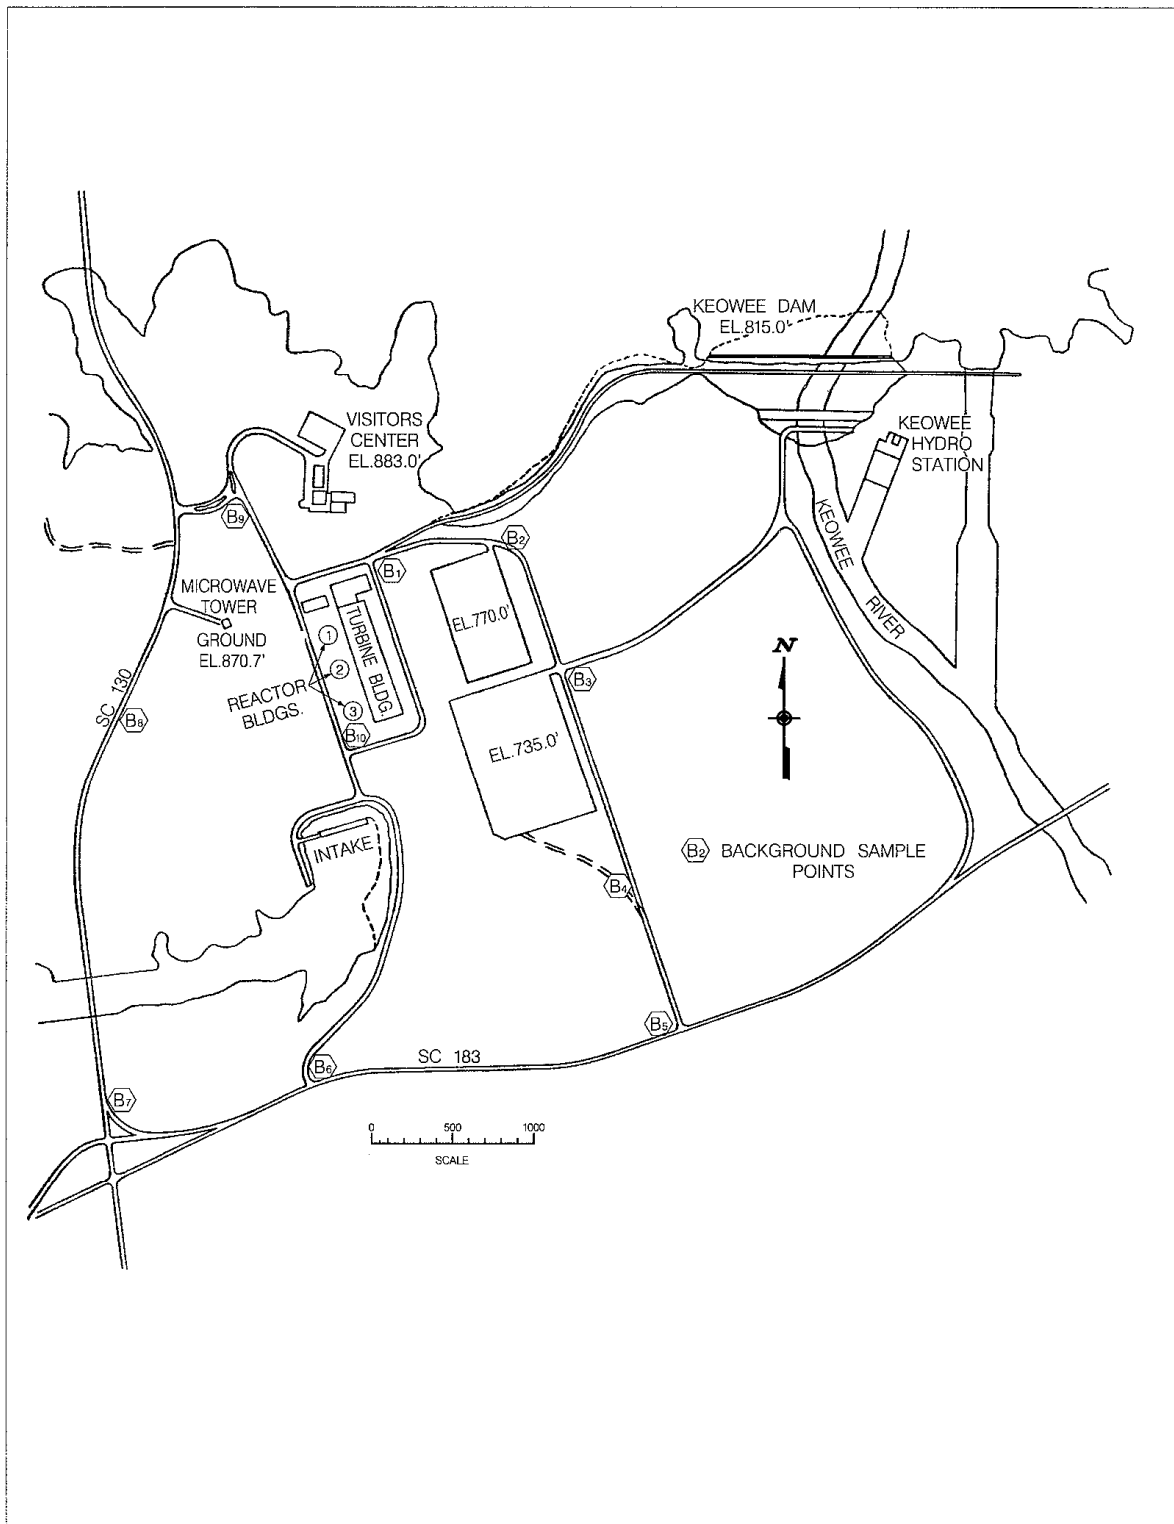 KEOWEE DAM
EL.815.0'
VISITORS
CENTER
EL.883.0'
KEOWEE
HYDRO
STATION
B9
B2
KEOWEE
RIVER
B1
MICROWAVE
TOWER
GROUND
EL.870.7'
TURBINE BLDG.
EL.770.0'
1
2
3
REACTOR
BLDGS.
N
B3
SC 130
B8
B10
EL.735.0'
INTAKE
B2 BACKGROUND SAMPLE
POINTS
B4
B5
SC 183
B6
B7
0 500 1000
SCALE